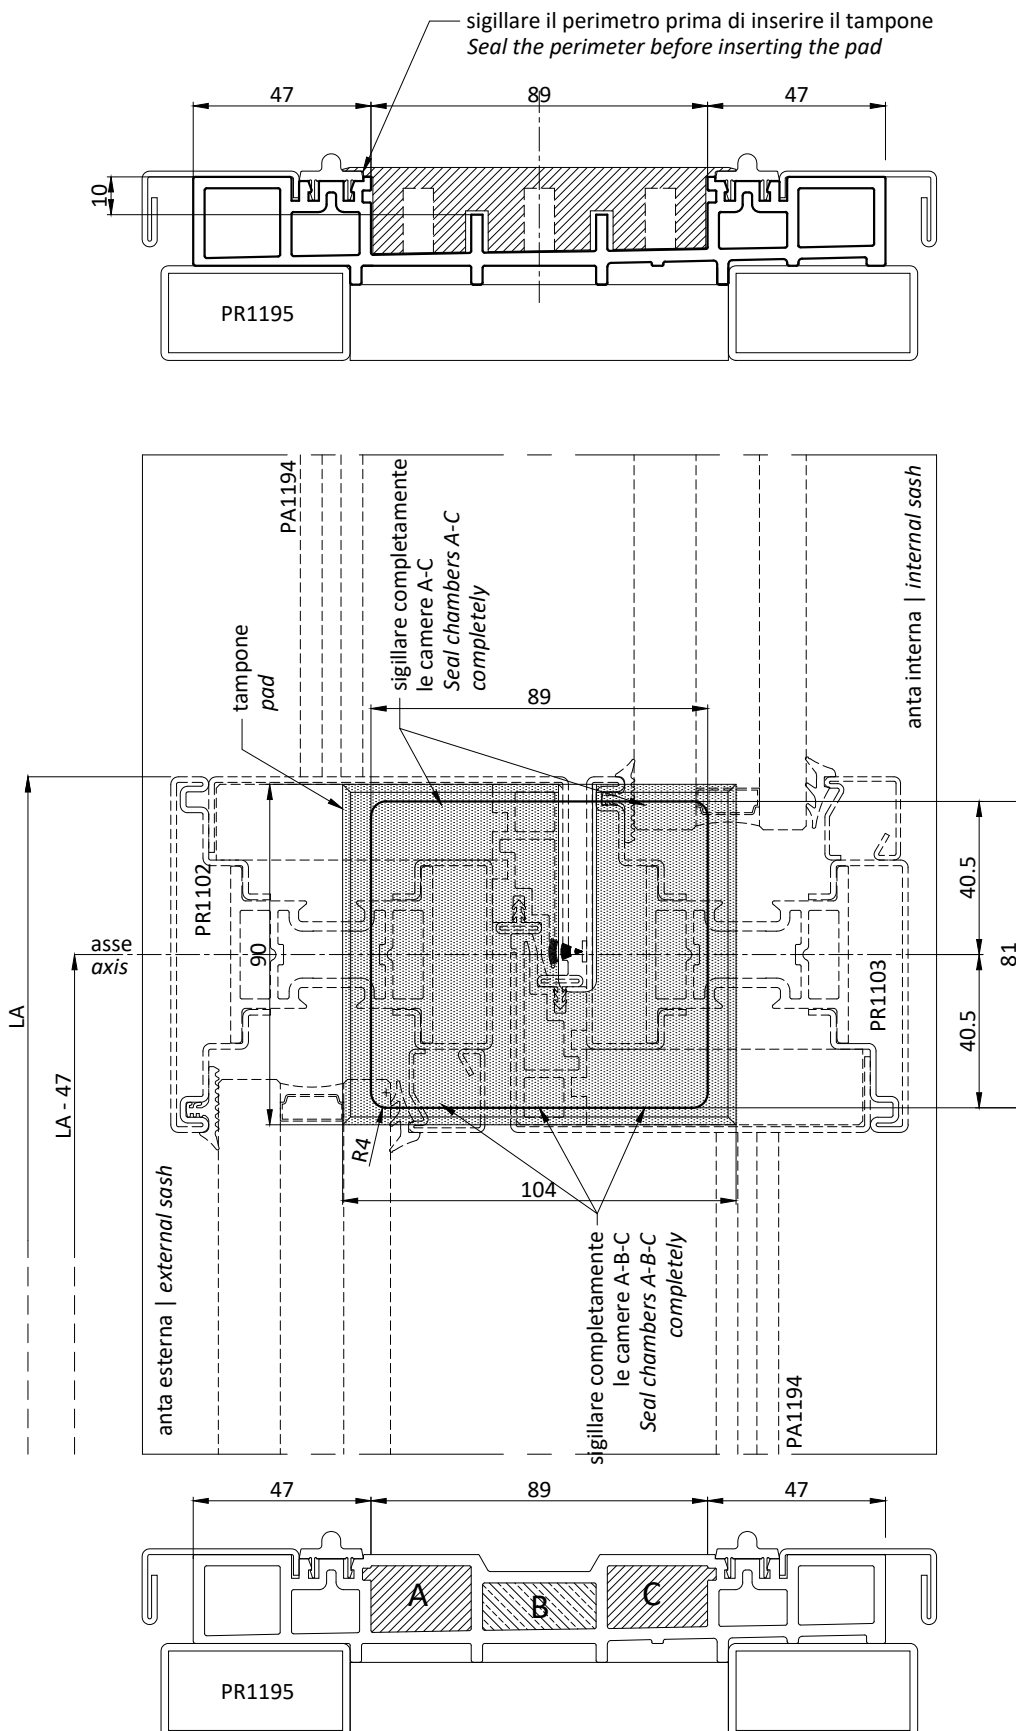 sigillare il perimetro prima di inserire il tampone
Seal the perimeter before inserting the pad
47
89
47
10
PR1195
PA1194
sigillare completamente
le camere A-C
Seal chambers A-C
completely
anta interna | internal sash
tampone
pad
89
PR1102
90
asse
axis
LA
LA - 47
40.5
40.5
81
PR1103
R4
104
anta esterna | external sash
sigillare completamente
le camere A-B-C
Seal chambers A-B-C
completely
PA1194
47
89
47
A
B
C
PR1195